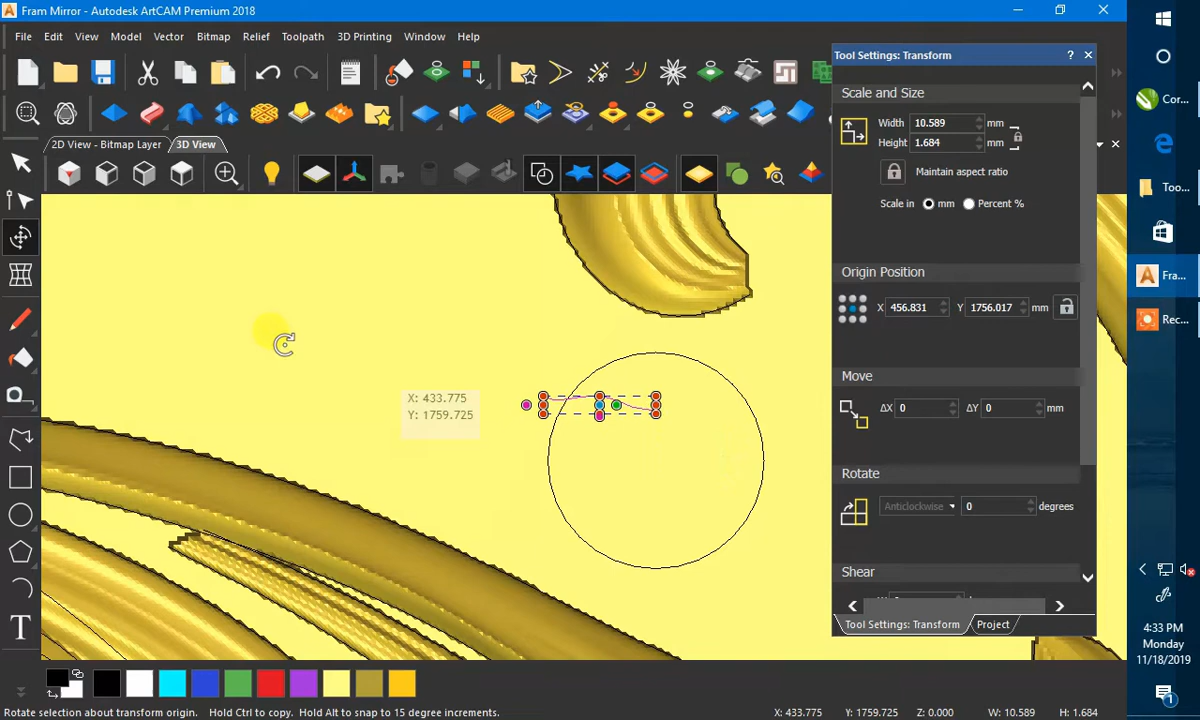 Fram Mirror - Autodesk ArtCAM Premium 2018
File Edit View Model Vector Bitmap Relief Toolpath 3D Printing Window Help
2D View - Bitmap Layer 3D View
X: 433.775
Y: 1759.725
Tool Settings: Transform
Scale and Size
Width 10.589 mm
Height 1.684 mm
Maintain aspect ratio
Scale in mm Percent %
Origin Position
X 456.831 Y 1756.017 mm
Move
ΔX 0 ΔY 0 mm
Rotate
Anticlockwise 0 degrees
Shear
Tool Settings: Transform Project
Cor...
Too...
Fra...
Rec...
4:33 PM
Monday
11/18/2019
1
T
Rotate selection about transform origin. Hold Ctrl to copy. Hold Alt to snap to 15 degree increments.
X: 433.775 Y: 1759.725 Z: 0.000 W: 10.589 H: 1.684